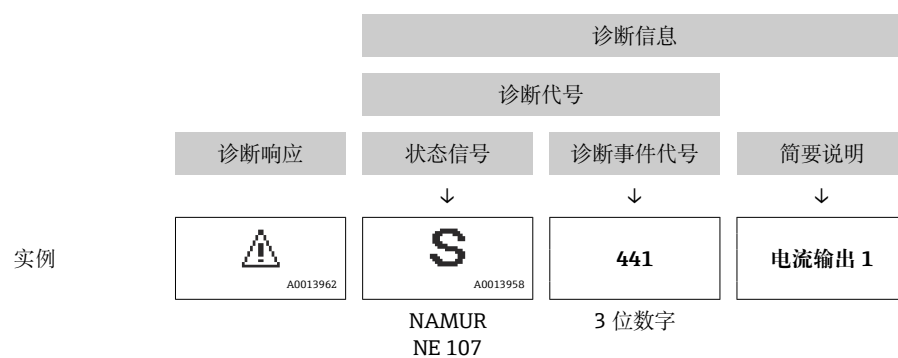 诊断信息
诊断代号
诊断响应 状态信号 诊断事件代号 简要说明
↓ ↓ ↓
实例 S 441 电流输出 1
A0013962 A0013958
NAMUR 3 位数字
NE 107